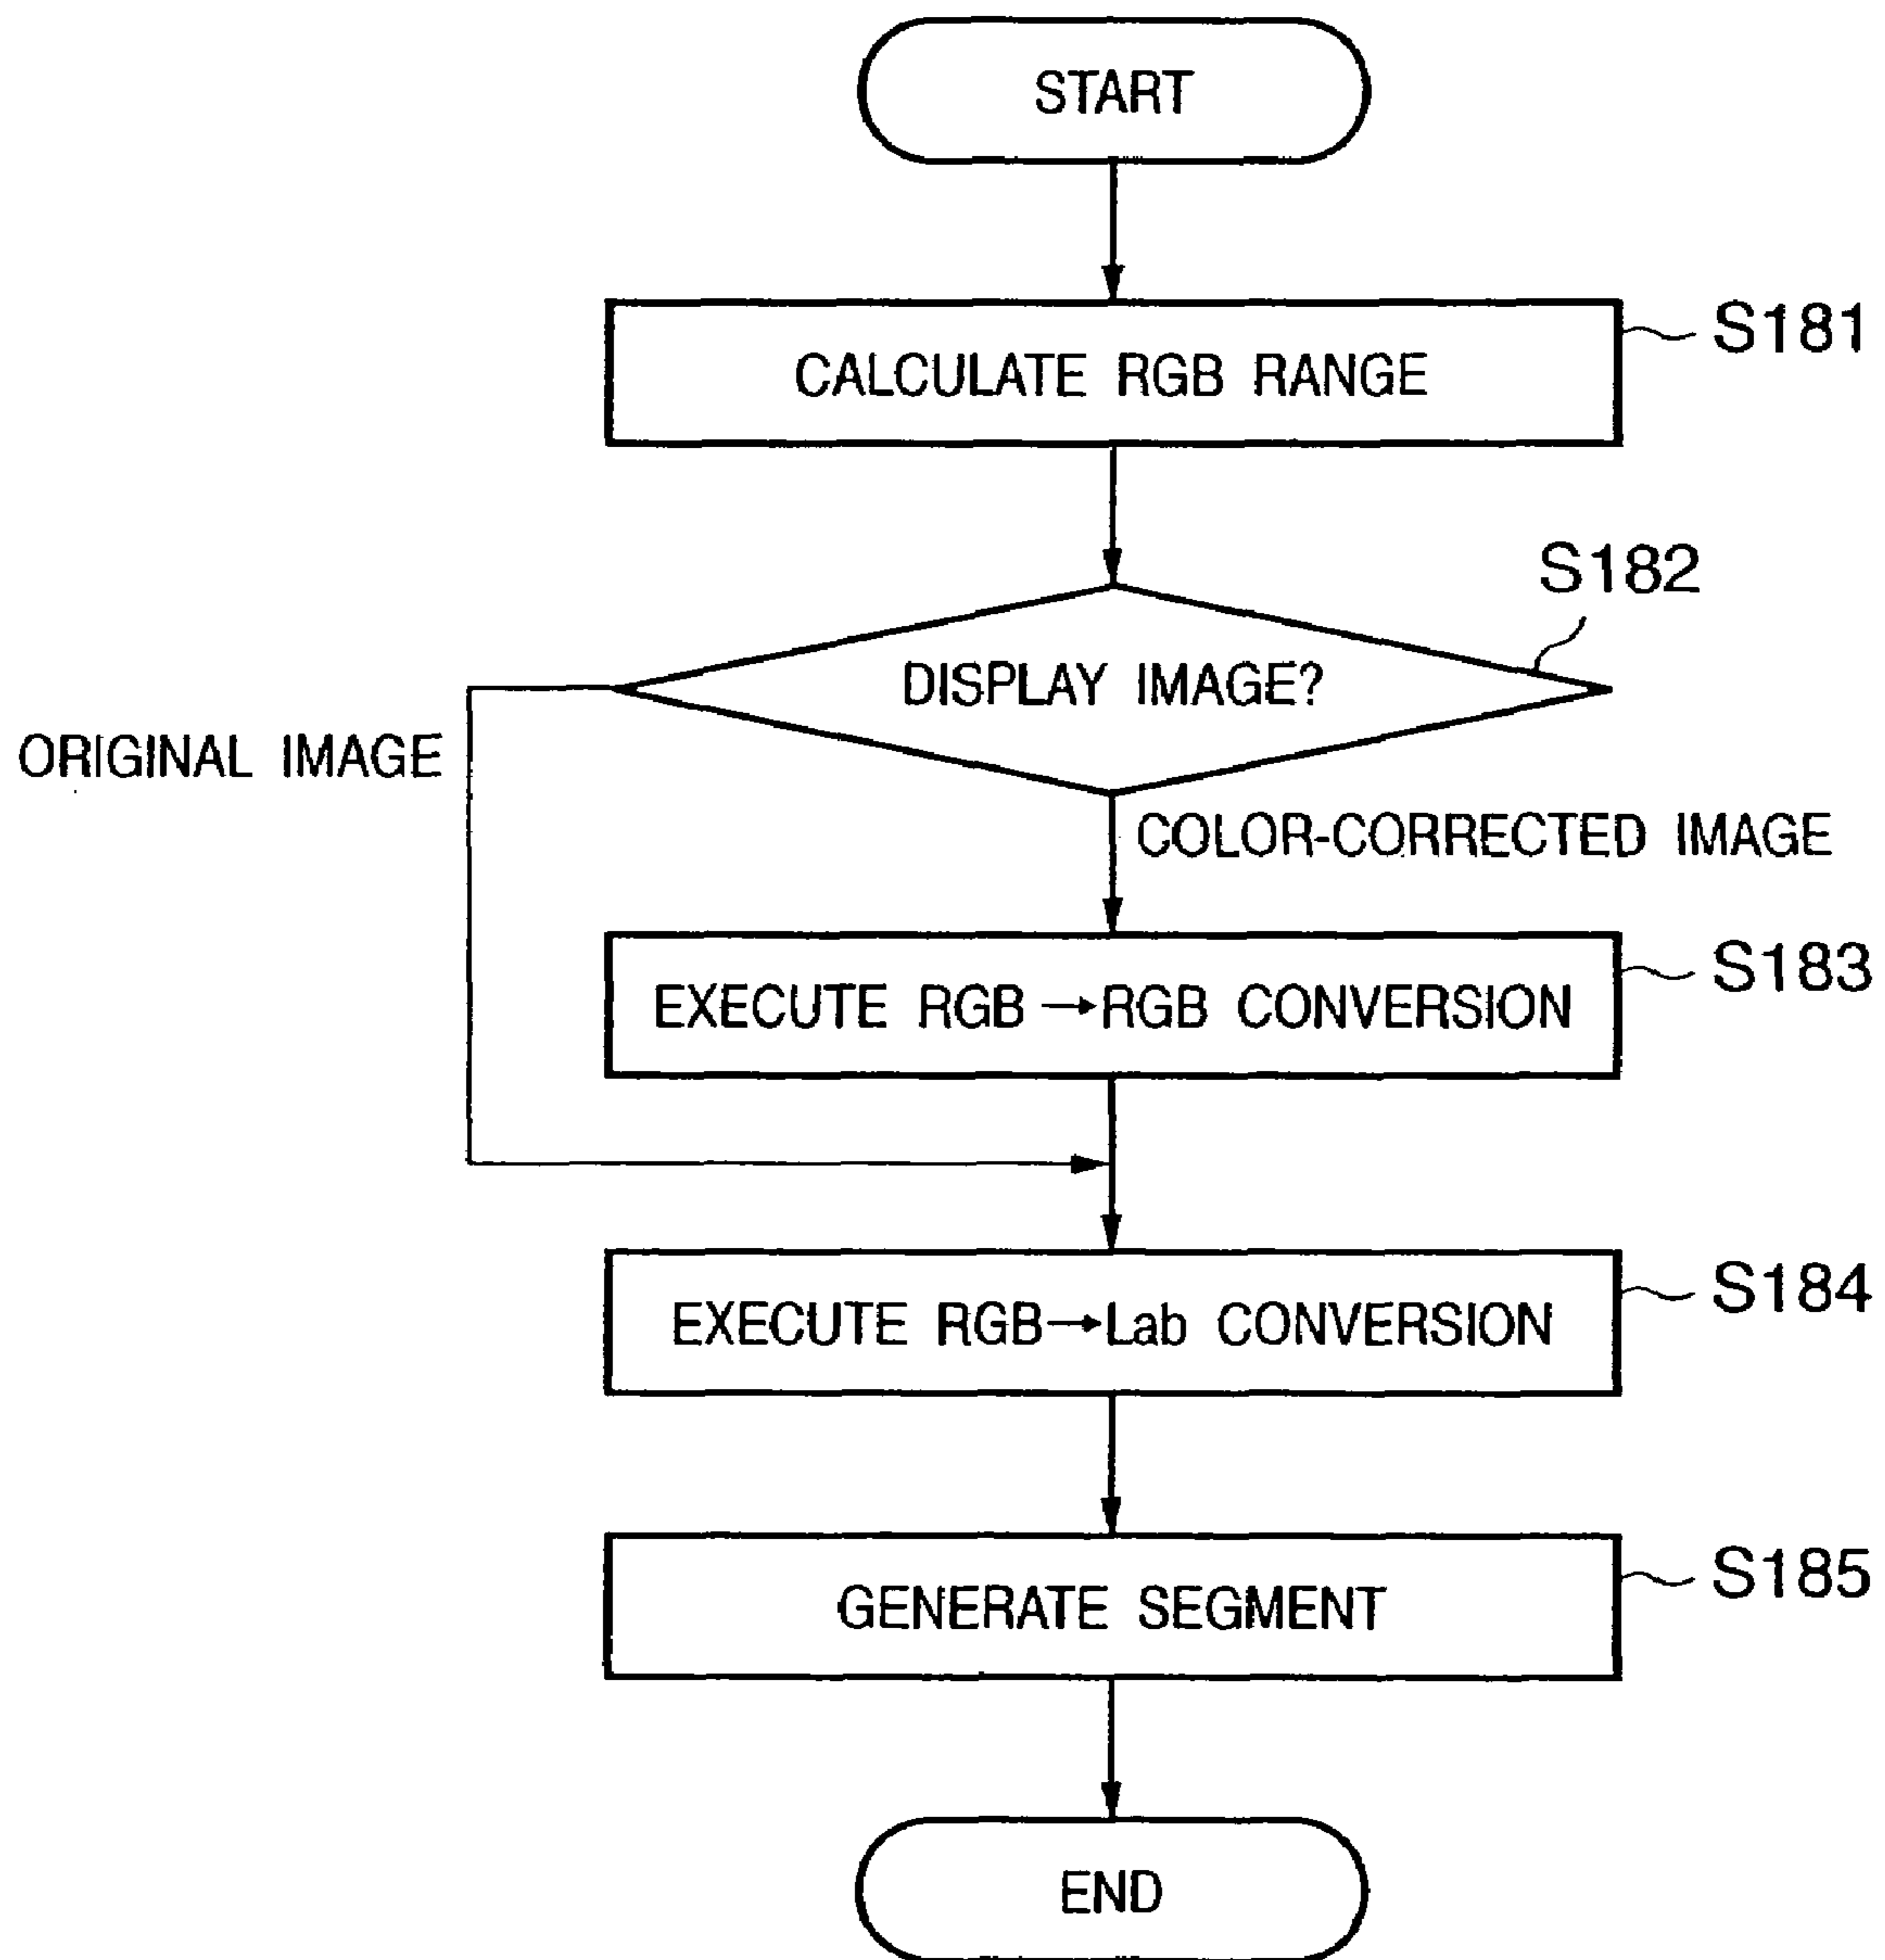 START
CALCULATE RGB RANGE
S181
S182
DISPLAY IMAGE?
ORIGINAL IMAGE
COLOR-CORRECTED IMAGE
EXECUTE RGB → RGB CONVERSION
S183
EXECUTE RGB→Lab CONVERSION
S184
GENERATE SEGMENT
S185
END